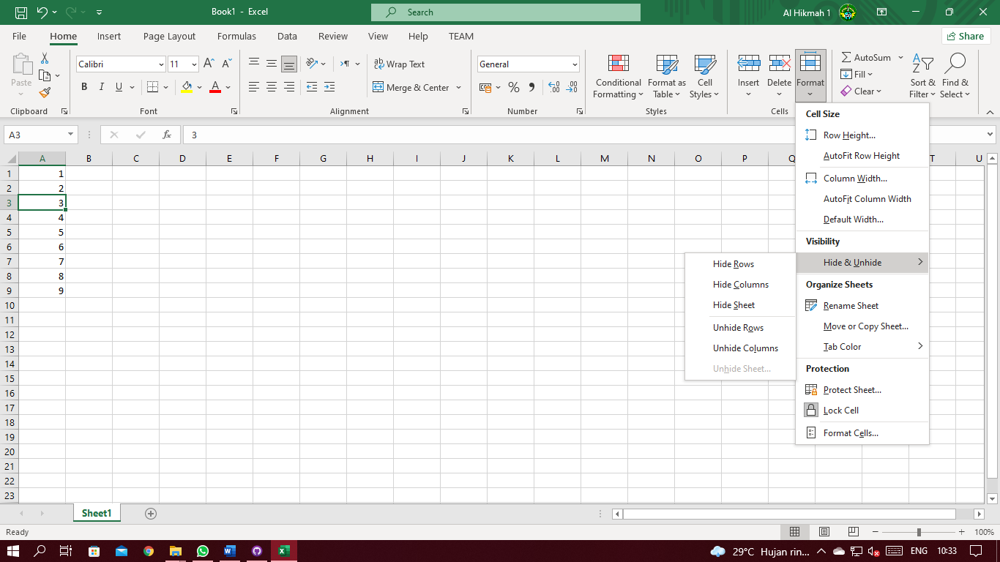 Book1 - Excel
Search
Al Hikmah 1
File Home Insert Page Layout Formulas Data Review View Help TEAM
Share
Paste
Clipboard
Calibri 11
B I U
A
Font
ab Wrap Text
Merge & Center
Alignment
General
%
Number
Conditional Formatting
Format as Table
Cell Styles
Styles
Insert
Delete
Format
Cells
AutoSum
Fill
Clear
Sort & Filter
Find & Select
A3
fx
3
A B C D E F G H I J K L M N O P Q T U
1 1
2 2
3 3
4 4
5 5
6 6
7 7
8 8
9 9
10
11
12
13
14
15
16
17
18
19
20
21
22
23
Cell Size
Row Height...
AutoFit Row Height
Column Width...
AutoFit Column Width
Default Width...
Visibility
Hide & Unhide
Organize Sheets
Rename Sheet
Move or Copy Sheet...
Tab Color
Protection
Protect Sheet...
Lock Cell
Format Cells...
Hide Rows
Hide Columns
Hide Sheet
Unhide Rows
Unhide Columns
Unhide Sheet...
Sheet1
Ready
100%
29°C Hujan rin...
ENG
10:33